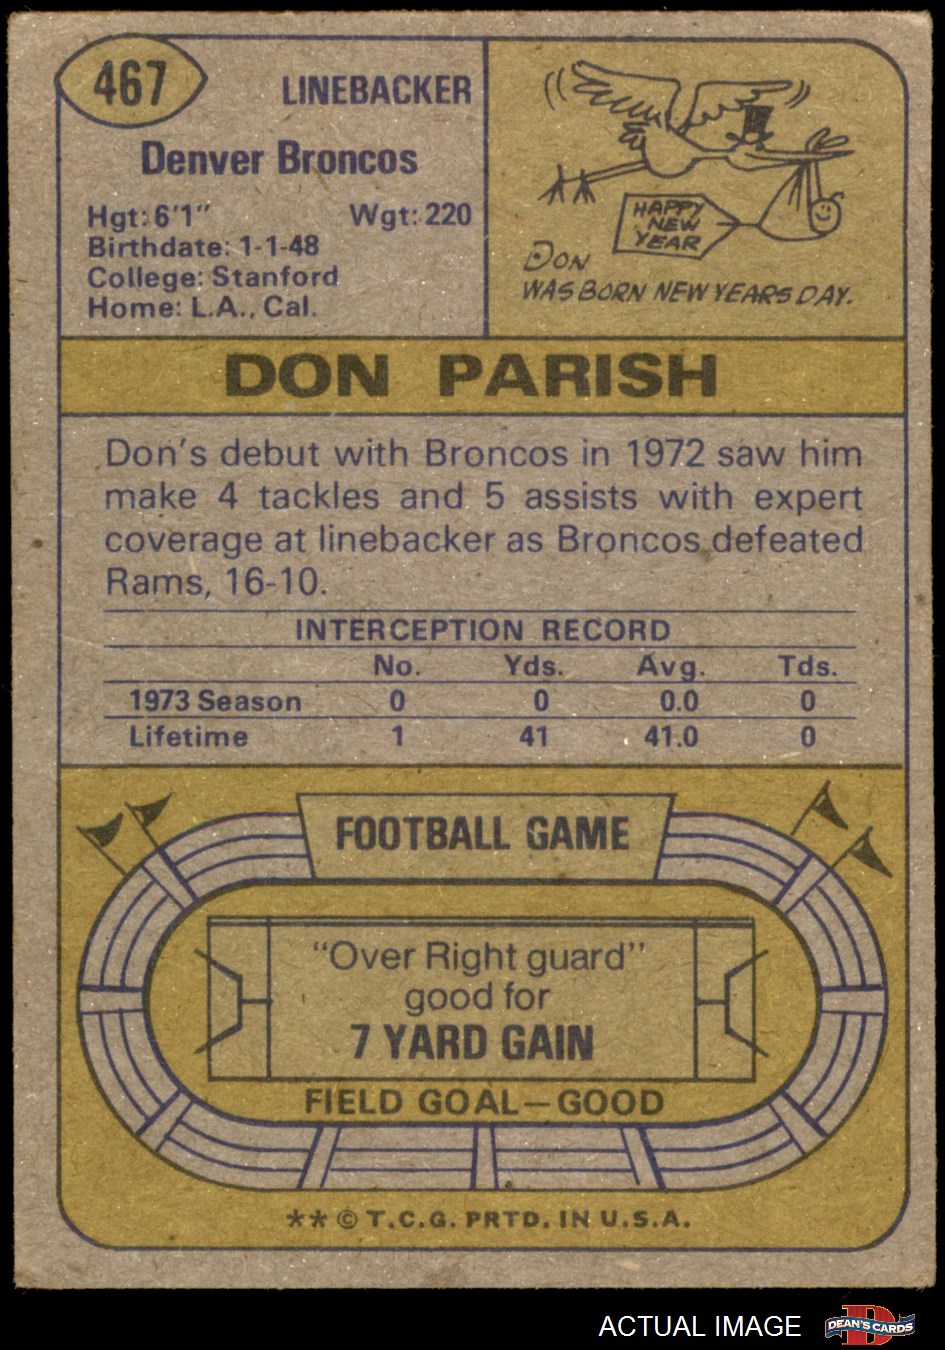 467
LINEBACKER
Denver Broncos
Hgt: 6'1" Wgt: 220
Birthdate: 1-1-48
College: Stanford
Home: L.A., Cal.
HAPPY
NEW
YEAR
DON
WAS BORN NEW YEARS DAY.
DON PARISH
Don's debut with Broncos in 1972 saw him
make 4 tackles and 5 assists with expert
coverage at linebacker as Broncos defeated
Rams, 16-10.
INTERCEPTION RECORD
No. Yds. Avg. Tds.
1973 Season 0 0 0.0 0
Lifetime 1 41 41.0 0
FOOTBALL GAME
"Over Right guard"
good for
7 YARD GAIN
FIELD GOAL—GOOD
** © T.C.G. PRTD. IN U.S.A.
ACTUAL IMAGE
D
DEAN'S CARDS